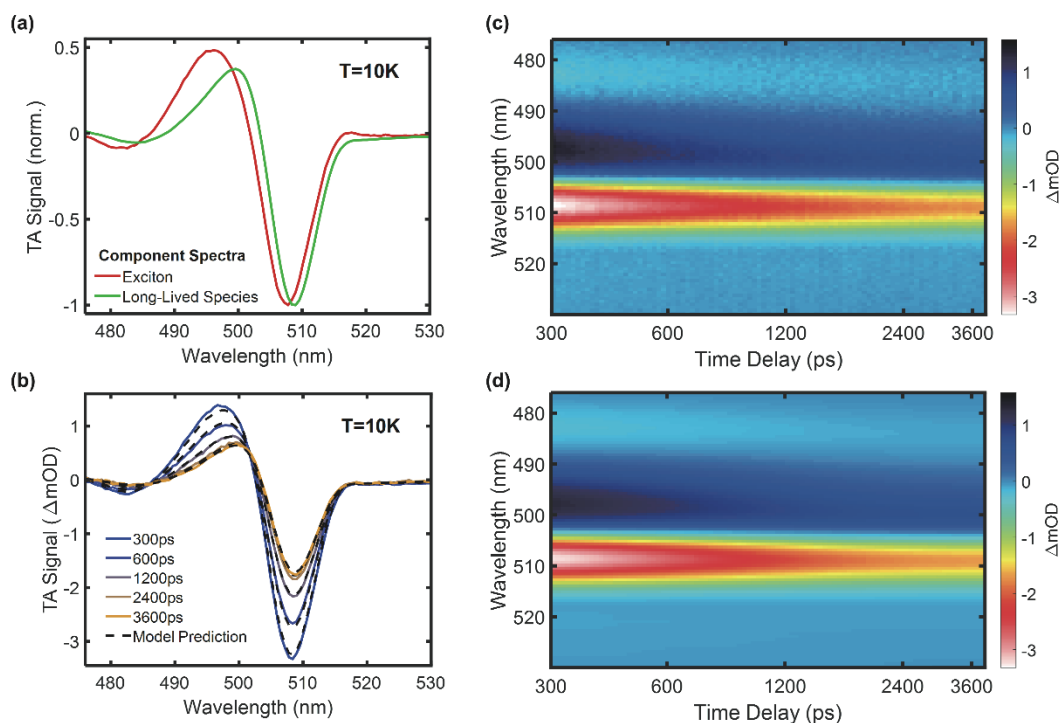 (a)
0.5
0
-0.5
-1
TA Signal (norm.)
T=10K
Component Spectra
Exciton
Long-Lived Species
480
490
500
510
520
530
Wavelength (nm)
(b)
1
0
-1
-2
-3
TA Signal (ΔmOD)
T=10K
300ps
600ps
1200ps
2400ps
3600ps
Model Prediction
480
490
500
510
520
530
Wavelength (nm)
(c)
480
490
500
510
520
Wavelength (nm)
300
600
1200
2400
3600
Time Delay (ps)
1
0
-1
-2
-3
ΔmOD
(d)
480
490
500
510
520
Wavelength (nm)
300
600
1200
2400
3600
Time Delay (ps)
1
0
-1
-2
-3
ΔmOD